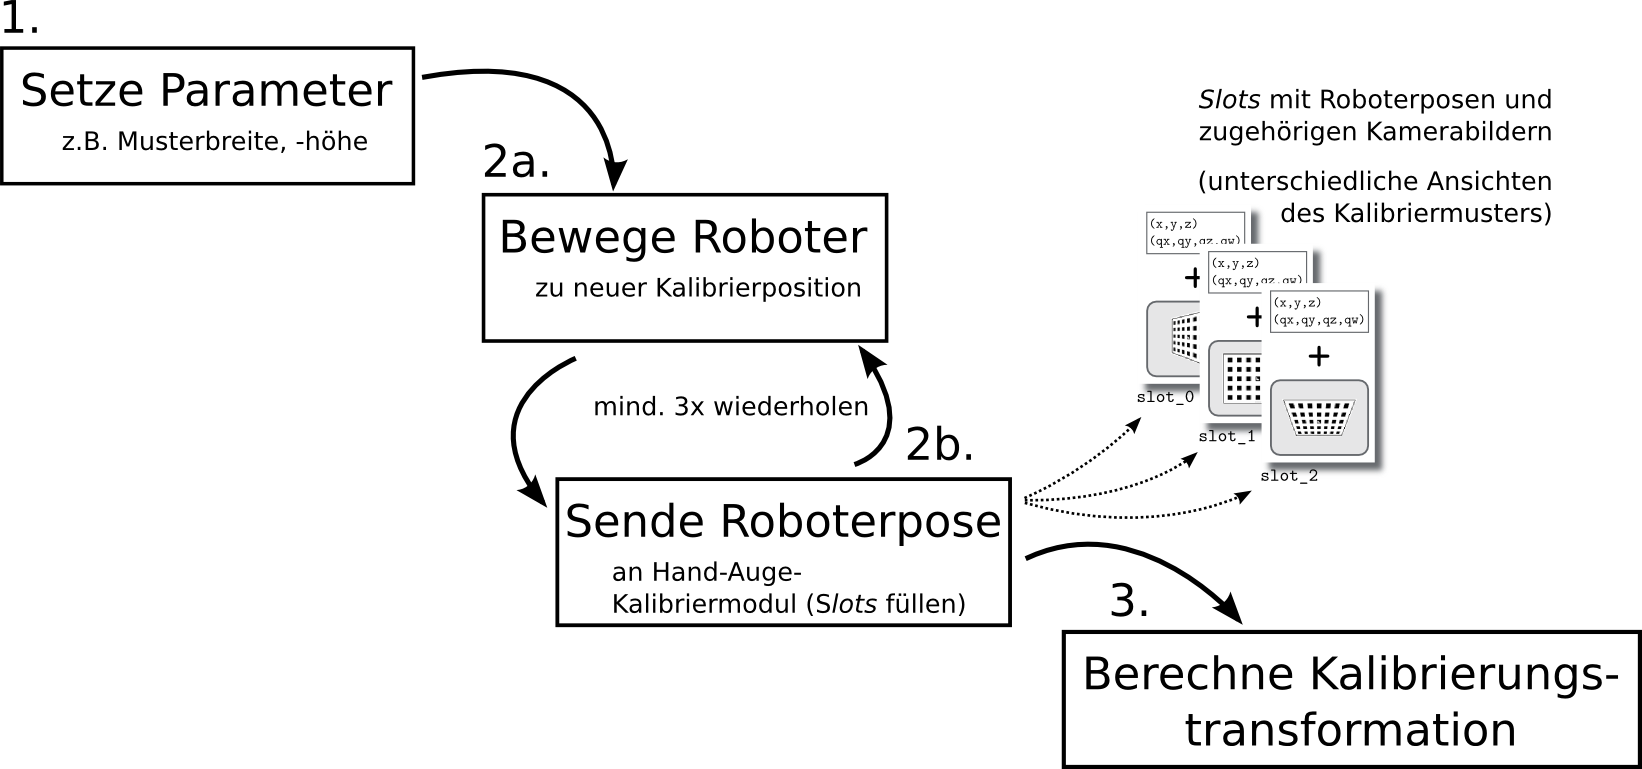 1.
Setze Parameter
z.B. Musterbreite, -höhe
2a.
Bewege Roboter
zu neuer Kalibrierposition
mind. 3x wiederholen
2b.
Sende Roboterpose
an Hand-Auge-
Kalibriermodul (Slots füllen)
Slots mit Roboterposen und
zugehörigen Kamerabildern
(unterschiedliche Ansichten
des Kalibriermusters)
(x,y,z)
(qx,qy,qz,qw)
+
slot_0
(x,y,z)
(qx,qy,qz,qw)
+
slot_1
(x,y,z)
(qx,qy,qz,qw)
+
slot_2
3.
Berechne Kalibrierungs-
transformation